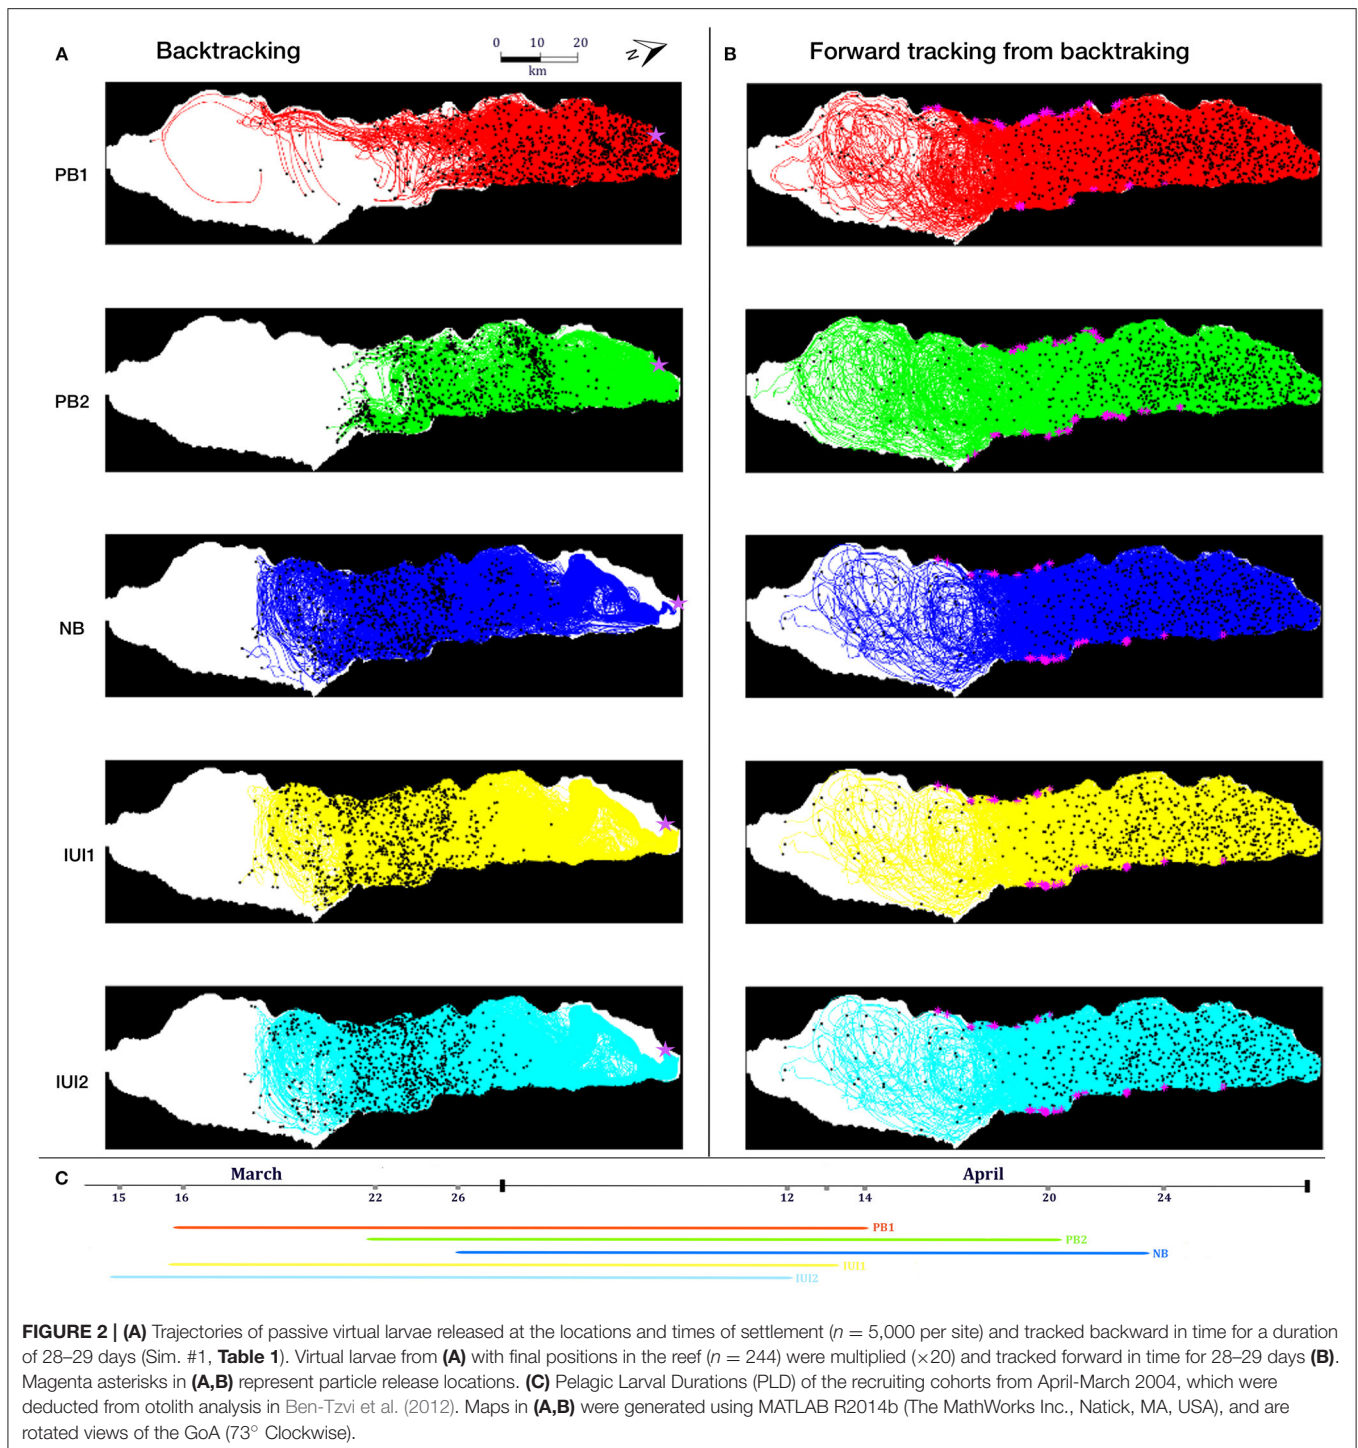 A Backtracking 0 10 20 km N
B Forward tracking from backtraking
PB1
PB2
NB
IUI1
IUI2
C March April
15 16 22 26 12 14 20 24
PB1
PB2
NB
IUI1
IUI2
FIGURE 2 | (A) Trajectories of passive virtual larvae released at the locations and times of settlement (n = 5,000 per site) and tracked backward in time for a duration
of 28–29 days (Sim. #1, Table 1). Virtual larvae from (A) with final positions in the reef (n = 244) were multiplied (×20) and tracked forward in time for 28–29 days (B).
Magenta asterisks in (A,B) represent particle release locations. (C) Pelagic Larval Durations (PLD) of the recruiting cohorts from April-March 2004, which were
deducted from otolith analysis in Ben-Tzvi et al. (2012). Maps in (A,B) were generated using MATLAB R2014b (The MathWorks Inc., Natick, MA, USA), and are
rotated views of the GoA (73° Clockwise).